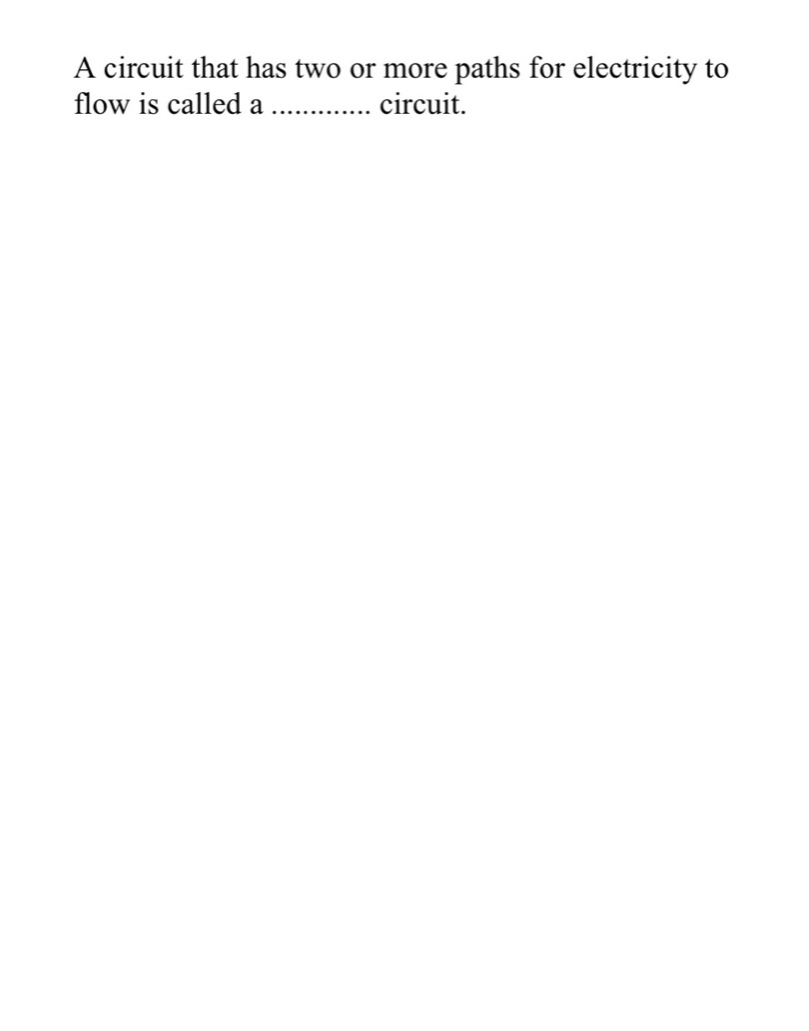 A circuit that has two or more paths for electricity to
flow is called a ............. circuit.